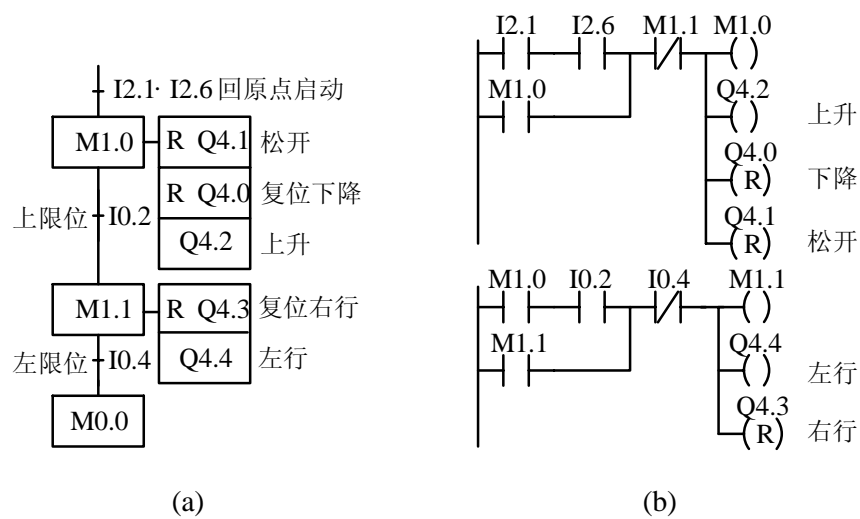 I2.1· I2.6 回原点启动
M1.0
R Q4.1 松开
R Q4.0 复位下降
上限位 I0.2
Q4.2 上升
M1.1
R Q4.3 复位右行
左限位 I0.4
Q4.4 左行
M0.0
(a)
I2.1 I2.6 M1.1 M1.0
M1.0
Q4.2
上升
Q4.0
R 下降
Q4.1
R 松开
M1.0 I0.2 I0.4 M1.1
M1.1
Q4.4
左行
Q4.3
R 右行
(b)